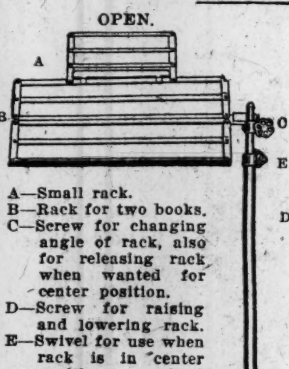 OPEN.
A
B
C
E
D
A—Small rack.
B—Rack for two books.
C—Screw for changing
angle of rack, also
for releasing rack
when wanted for
center position.
D—Screw for raising
and lowering rack.
E—Swivel for use when
rack is in center